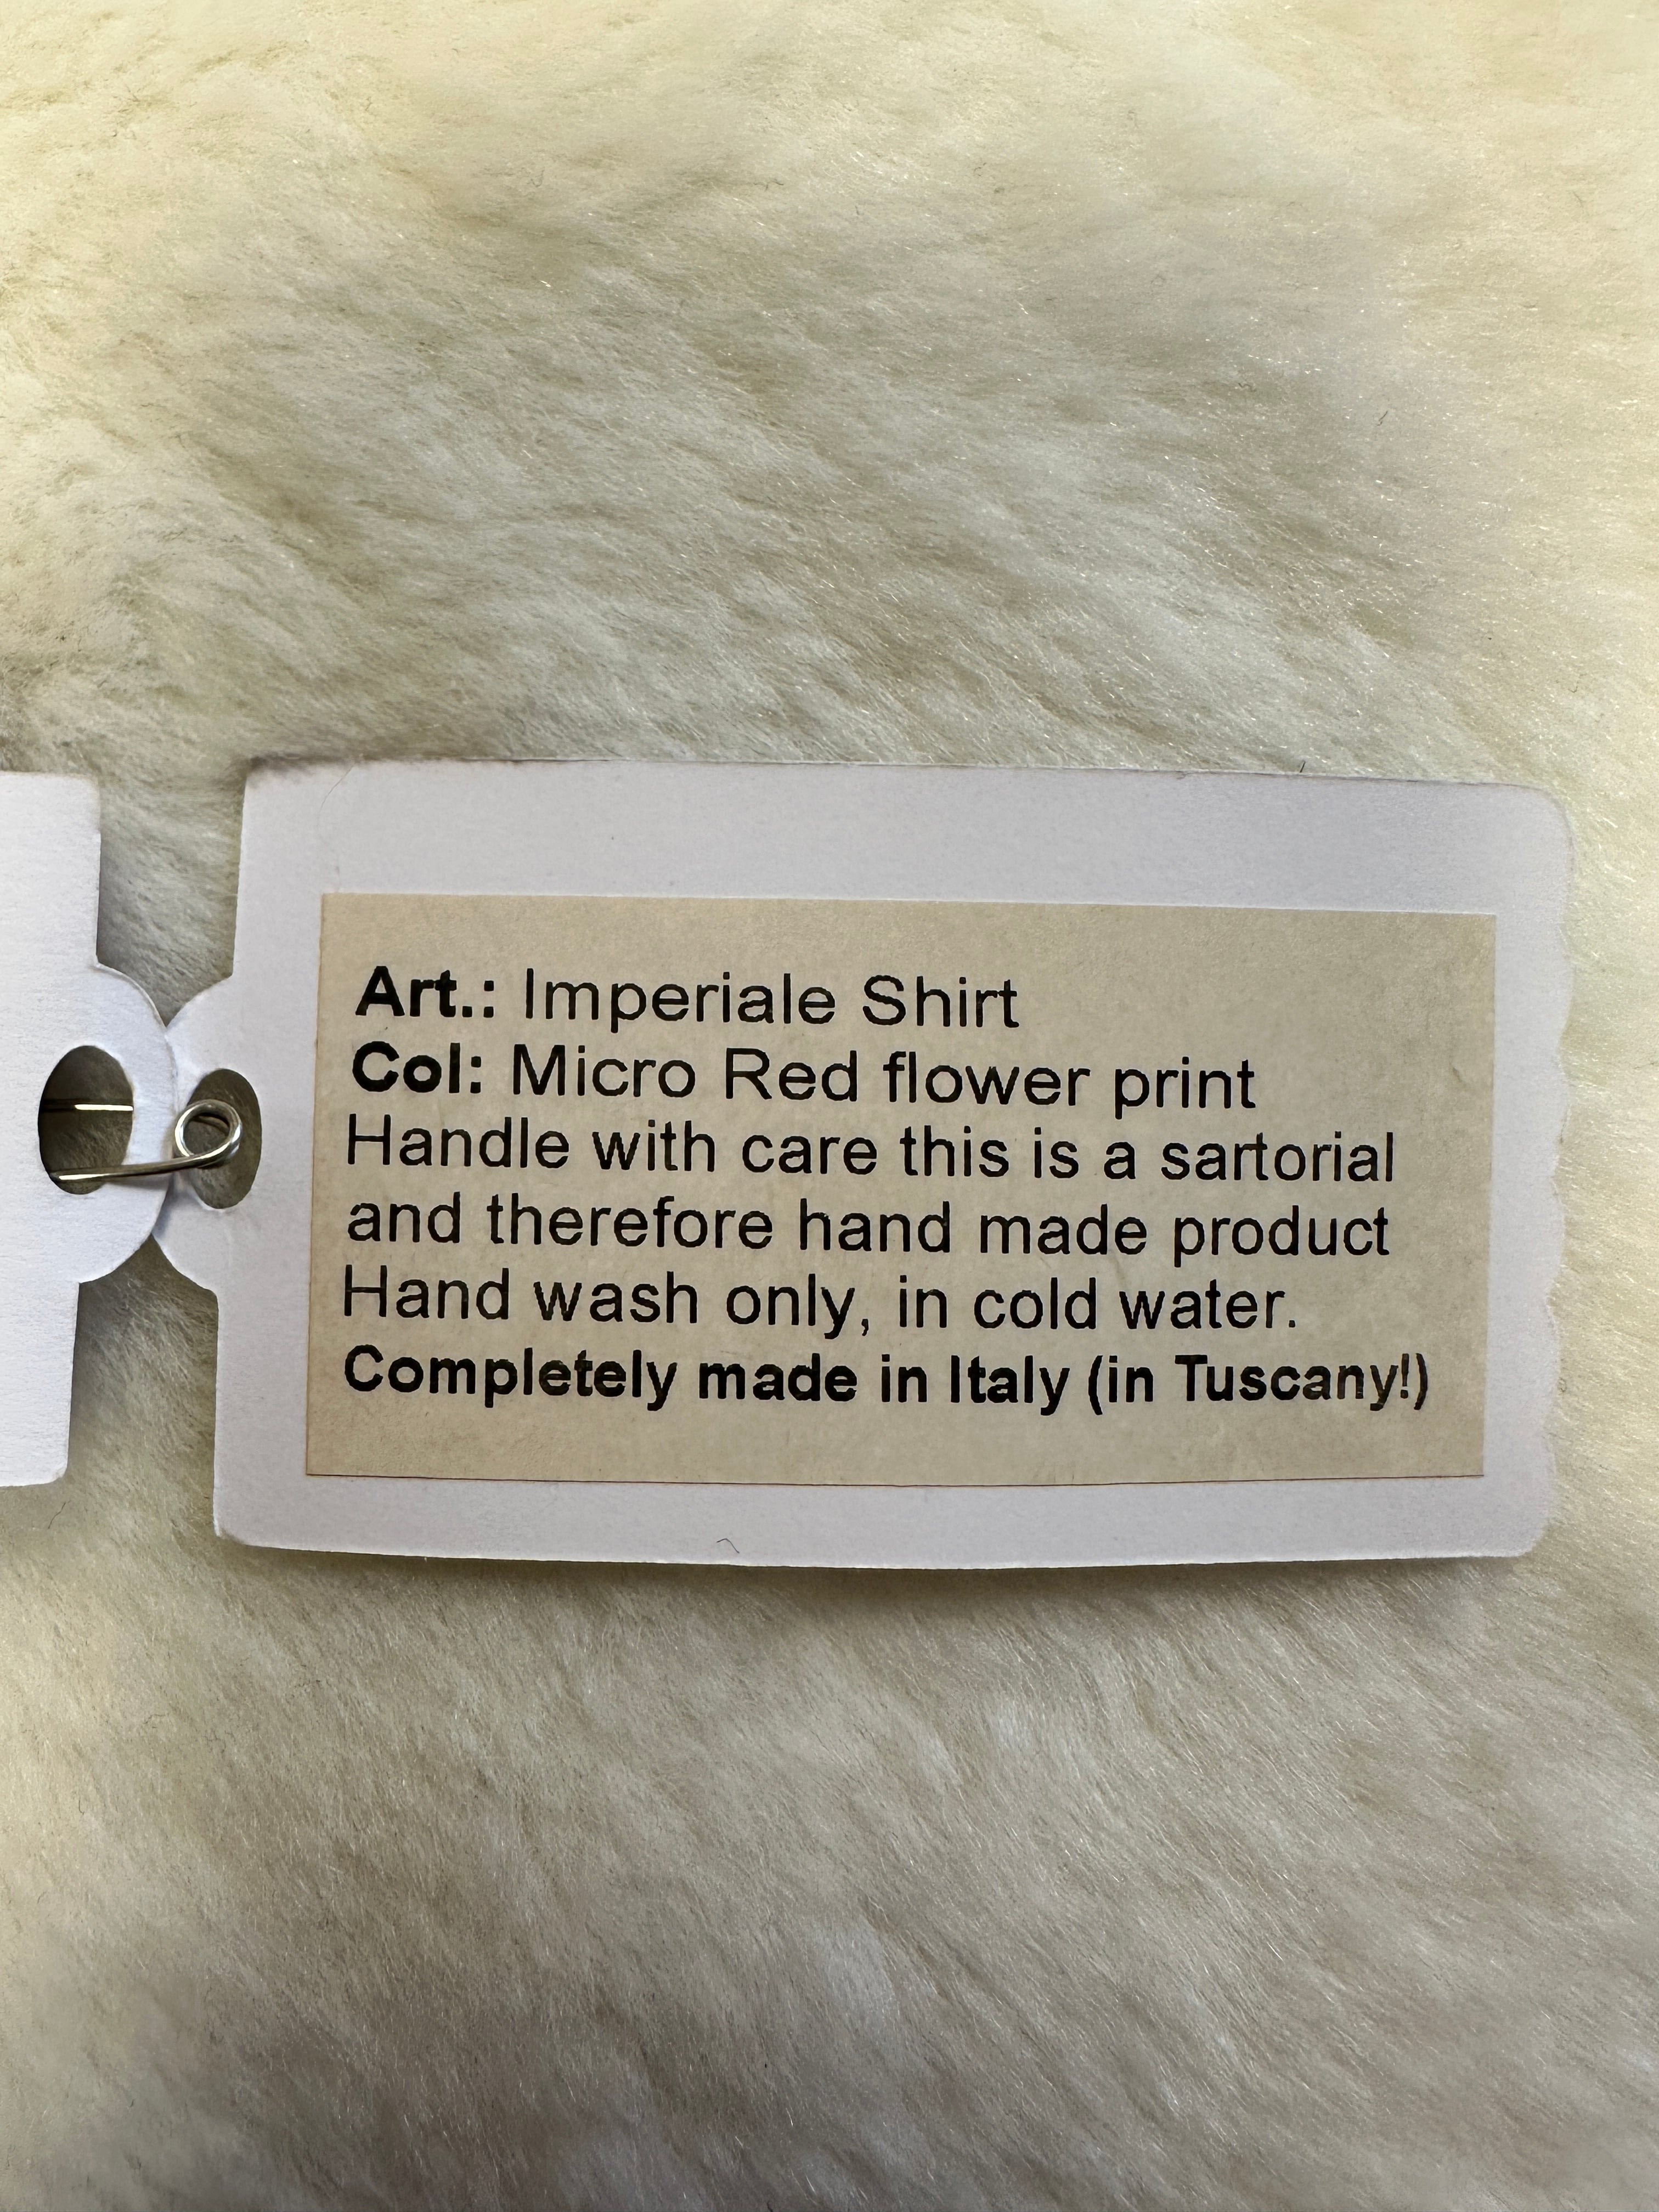 Art.: Imperiale Shirt
Col: Micro Red flower print
Handle with care this is a sartorial
and therefore hand made product
Hand wash only, in cold water.
Completely made in Italy (in Tuscany!)